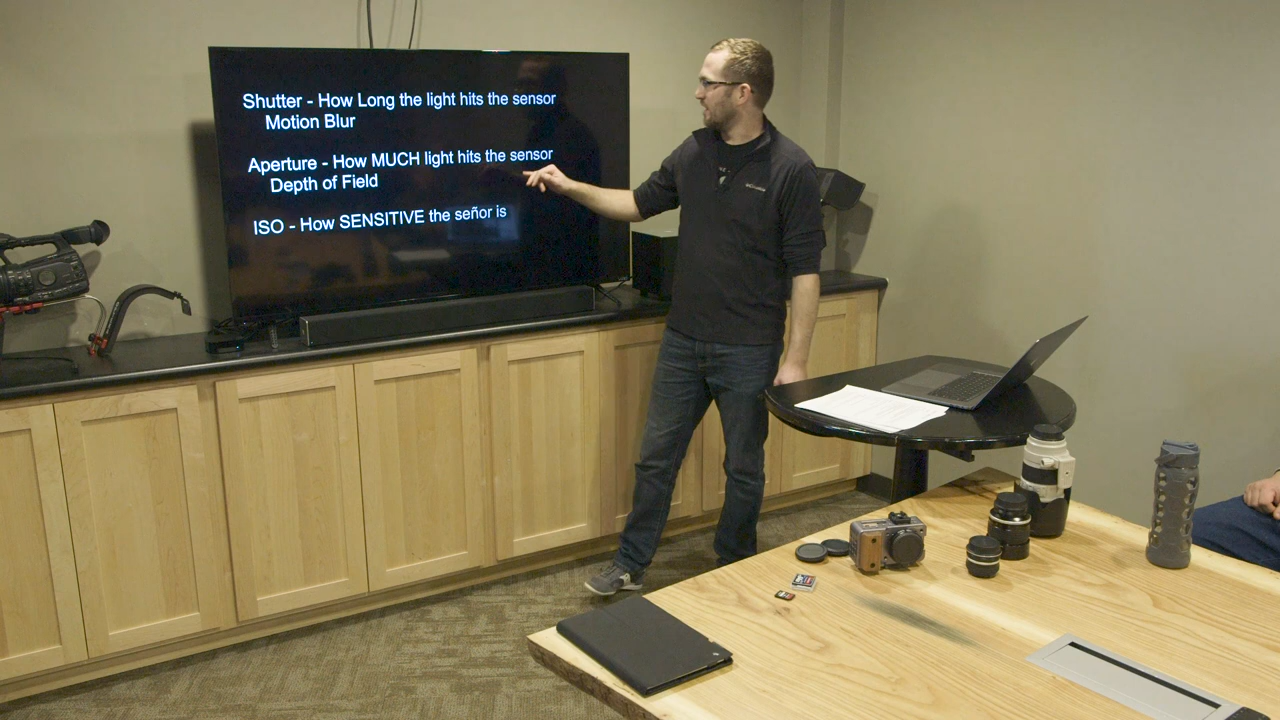 Shutter - How Long the light hits the sensor
Motion Blur
Aperture - How MUCH light hits the sensor
Depth of Field
ISO - How SENSITIVE the señor is